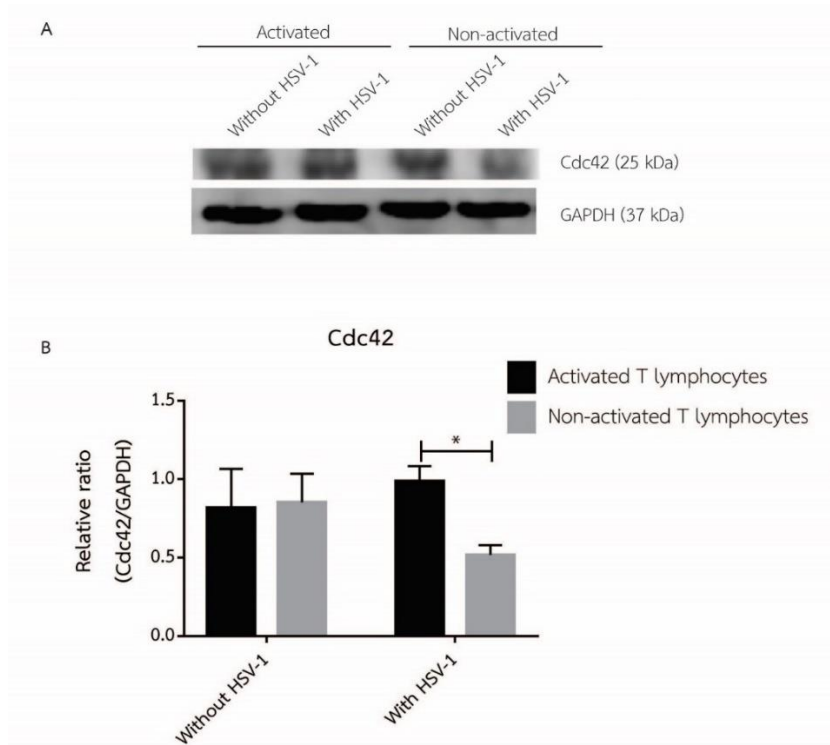 A
Activated Non-activated
Without HSV-1 With HSV-1 Without HSV-1 With HSV-1
Cdc42 (25 kDa)
GAPDH (37 kDa)
B
Cdc42
Activated T lymphocytes
Non-activated T lymphocytes
Relative ratio
(Cdc42/GAPDH)
1.5
*
1.0
0.5
0.0
Without HSV-1 With HSV-1